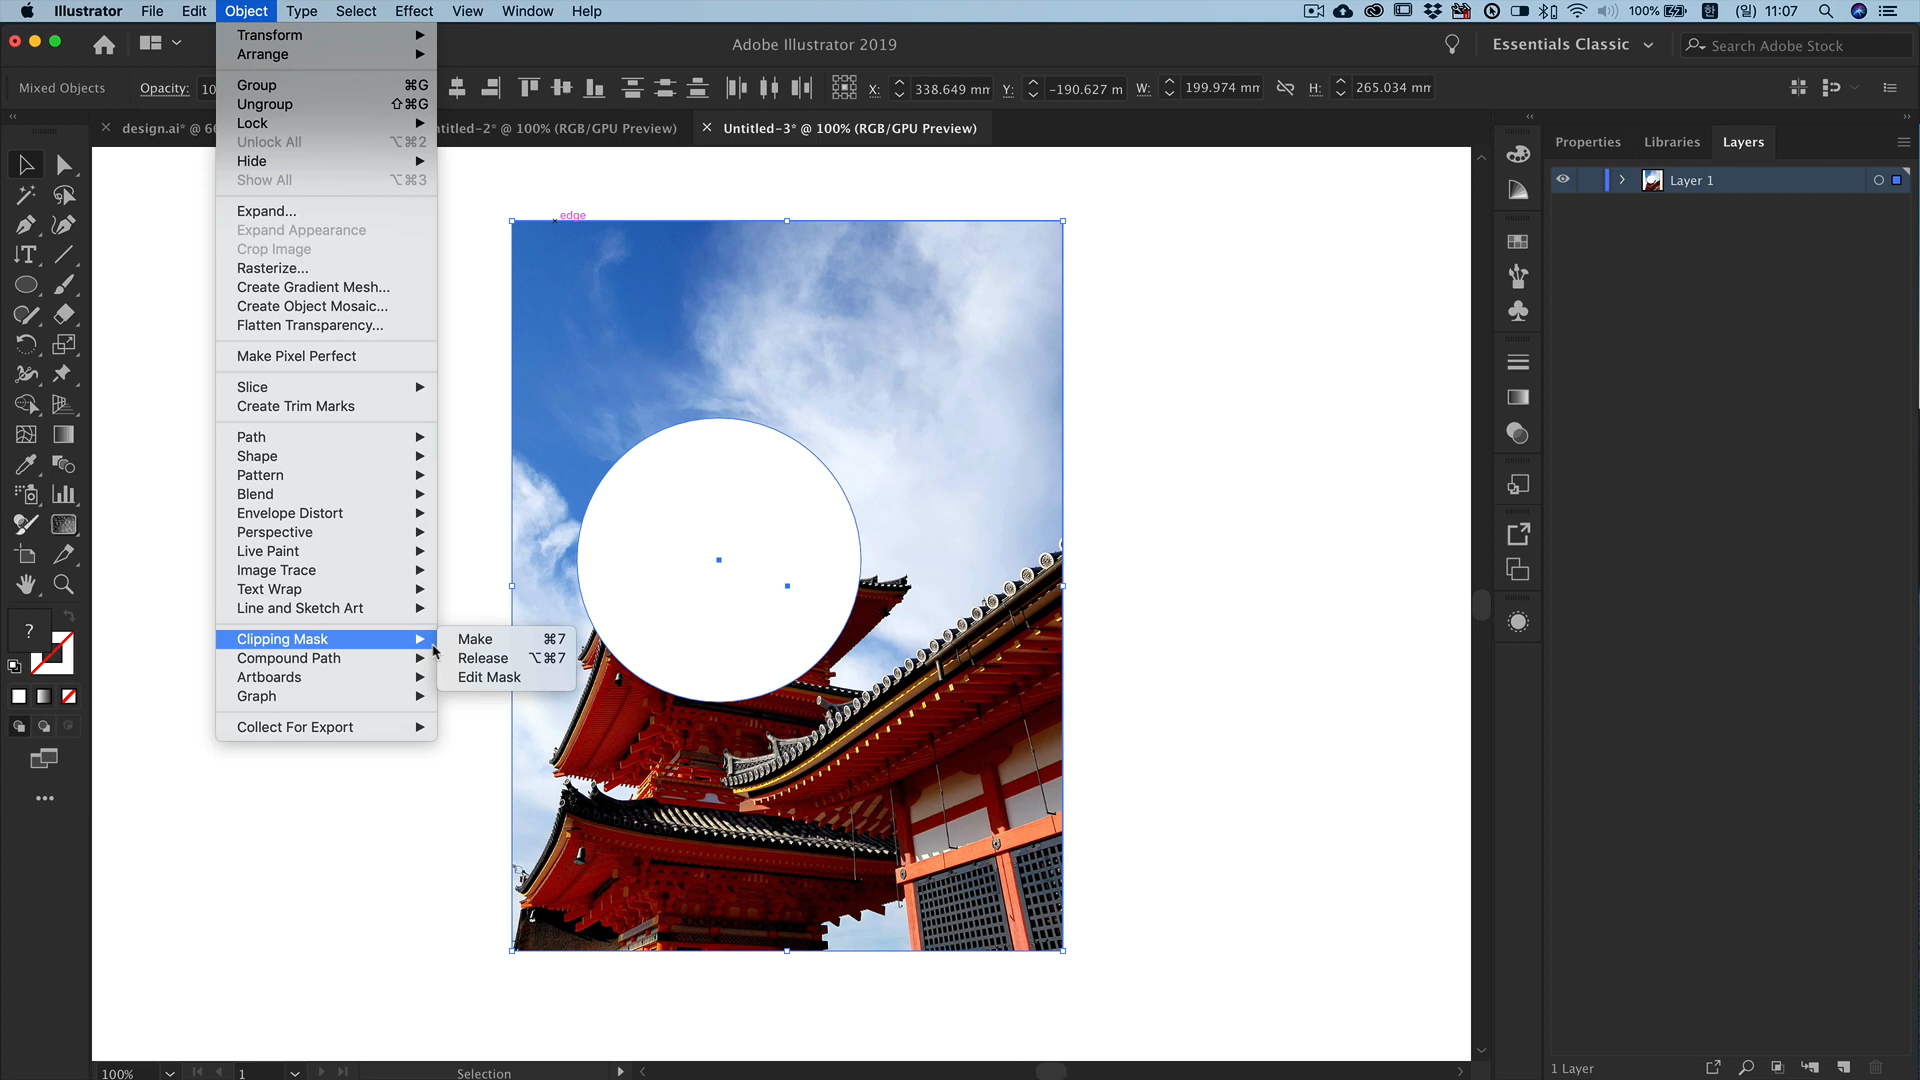 Illustrator File Edit Object Type Select Effect View Window Help
100% 한 (일) 11:07
Adobe Illustrator 2019
Essentials Classic
Search Adobe Stock
Mixed Objects
Opacity: 10
X: 338.649 mm Y: -190.627 m W: 199.974 mm H: 265.034 mm
design.ai* @ 66
ntitled-2* @ 100% (RGB/GPU Preview)
Untitled-3* @ 100% (RGB/GPU Preview)
Transform
Arrange
Group ⌘G
Ungroup ⇧⌘G
Lock
Unlock All ⌥⌘2
Hide
Show All ⌥⌘3
Expand...
Expand Appearance
Crop Image
Rasterize...
Create Gradient Mesh...
Create Object Mosaic...
Flatten Transparency...
Make Pixel Perfect
Slice
Create Trim Marks
Path
Shape
Pattern
Blend
Envelope Distort
Perspective
Live Paint
Image Trace
Text Wrap
Line and Sketch Art
Clipping Mask
Compound Path
Artboards
Graph
Collect For Export
Make ⌘7
Release ⌥⌘7
Edit Mask
edge
?
Properties Libraries Layers
Layer 1
100%
1
Selection
1 Layer